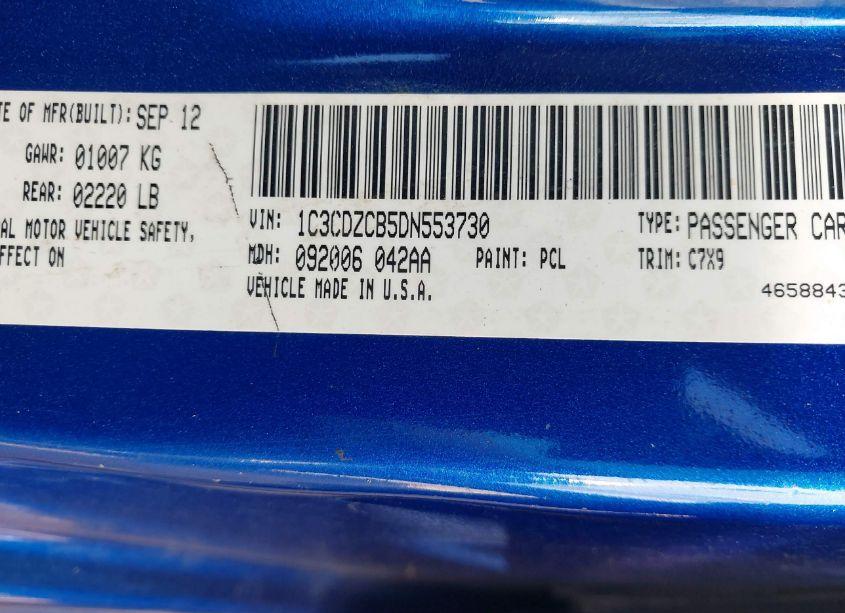 TE OF MFR(BUILT): SEP 12
GAWR: 01007 KG
REAR: 02220 LB
AL MOTOR VEHICLE SAFETY,
FFECT ON
VIN: 1C3CDZCB5DN553730 TYPE: PASSENGER CAR
MDH: 092006 042AA PAINT: PCL TRIM: C7X9
VEHICLE MADE IN U.S.A. 4658843